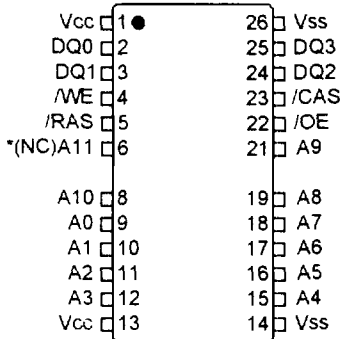 Vcc 1 26 Vss
DQ0 2 25 DQ3
DQ1 3 24 DQ2
/WE 4 23 /CAS
/RAS 5 22 /OE
*(NC)A11 6 21 A9
A10 8 19 A8
A0 9 18 A7
A1 10 17 A6
A2 11 16 A5
A3 12 15 A4
Vcc 13 14 Vss